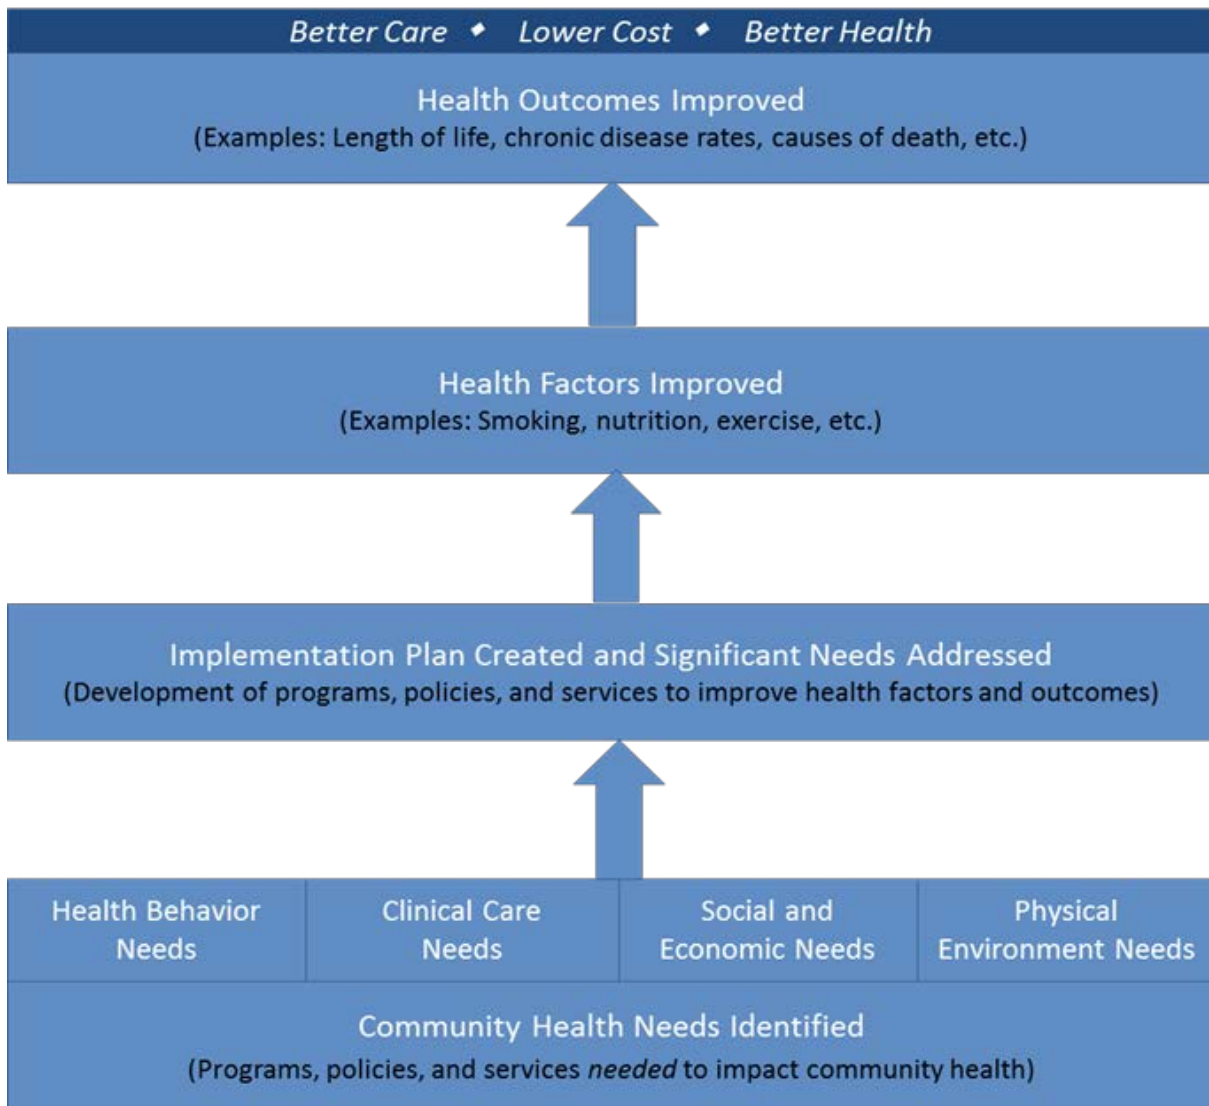 Better Care ◆ Lower Cost ◆ Better Health
Health Outcomes Improved
(Examples: Length of life, chronic disease rates, causes of death, etc.)
Health Factors Improved
(Examples: Smoking, nutrition, exercise, etc.)
Implementation Plan Created and Significant Needs Addressed
(Development of programs, policies, and services to improve health factors and outcomes)
Health Behavior
Needs
Clinical Care
Needs
Social and
Economic Needs
Physical
Environment Needs
Community Health Needs Identified
(Programs, policies, and services needed to impact community health)